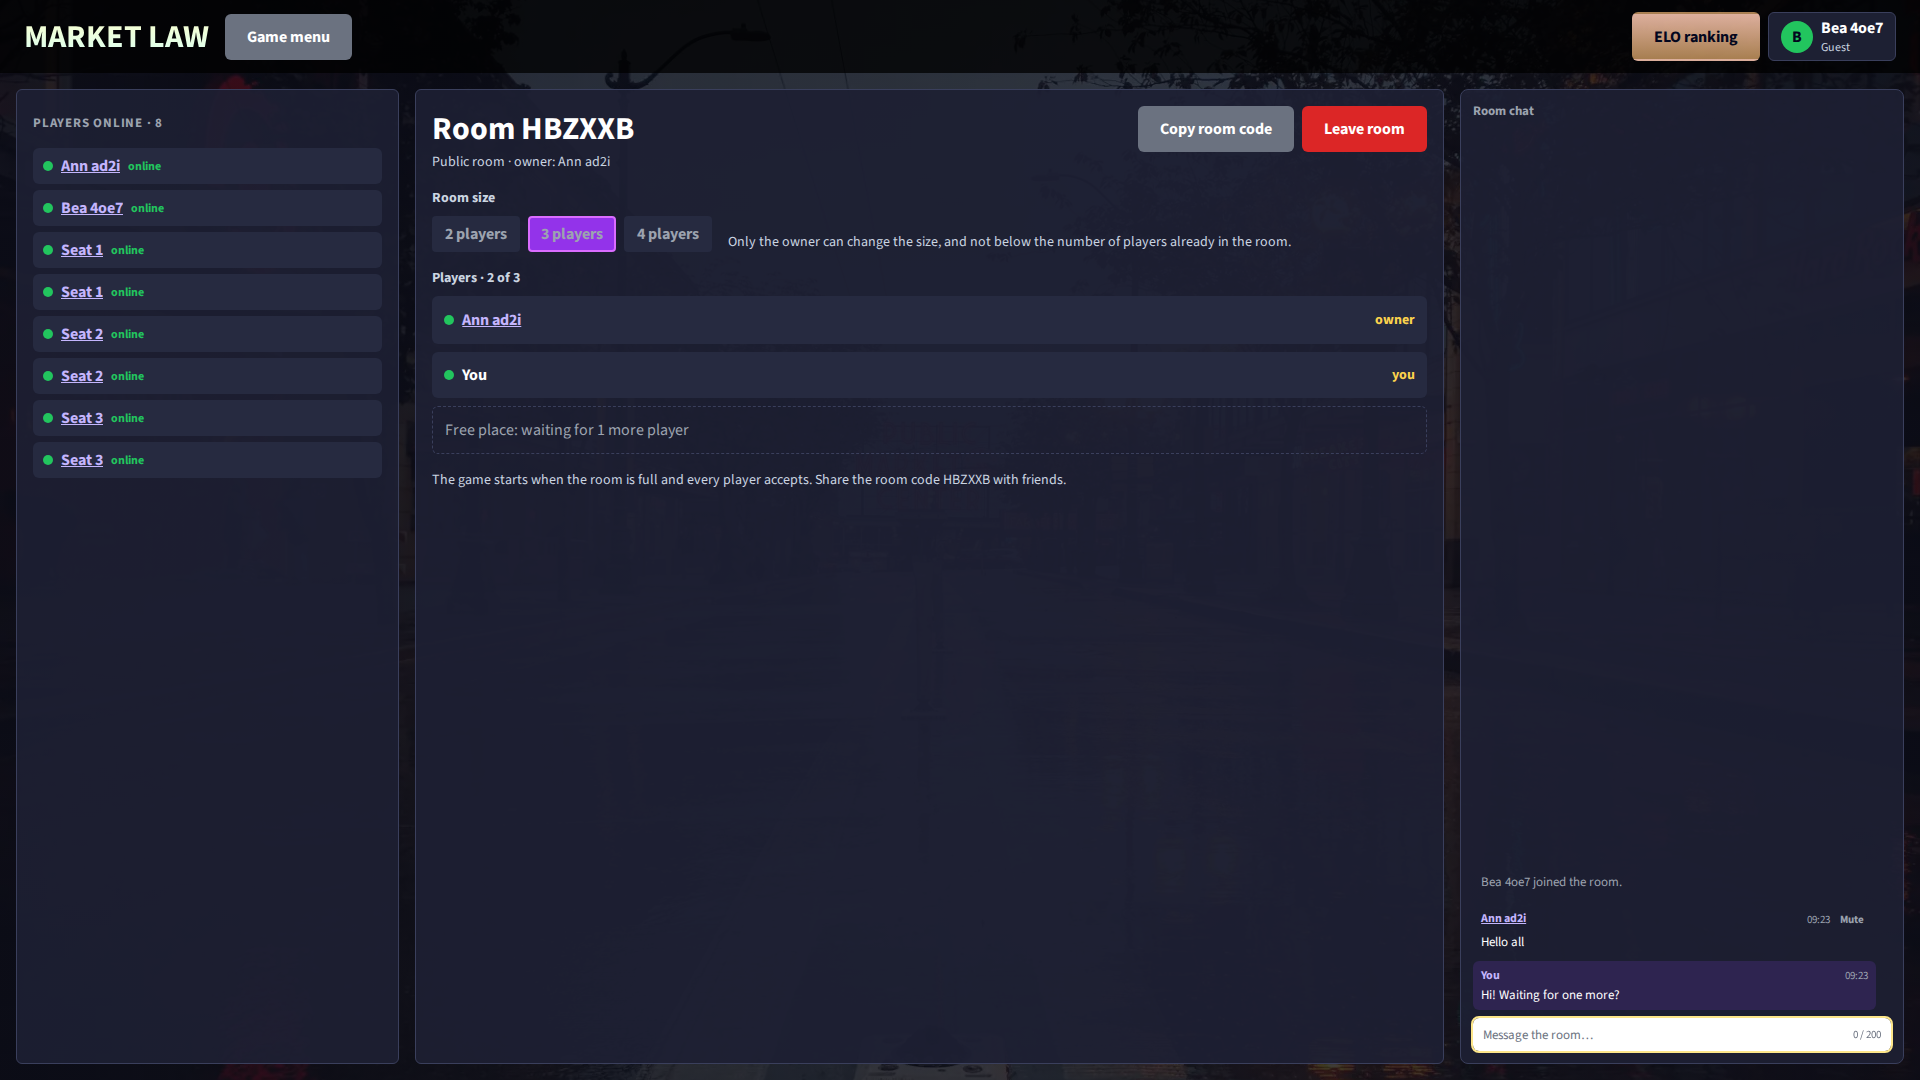 MARKET LAW
Game menu
ELO ranking
B
Bea 4oe7
Guest
PLAYERS ONLINE · 8
Ann ad2i online
Bea 4oe7 online
Seat 1 online
Seat 1 online
Seat 2 online
Seat 2 online
Seat 3 online
Seat 3 online
Room HBZXXB
Public room · owner: Ann ad2i
Copy room code
Leave room
Room size
2 players
3 players
4 players
Only the owner can change the size, and not below the number of players already in the room.
Players · 2 of 3
Ann ad2i owner
You you
Free place: waiting for 1 more player
The game starts when the room is full and every player accepts. Share the room code HBZXXB with friends.
Room chat
Bea 4oe7 joined the room.
Ann ad2i 09:23 Mute
Hello all
You 09:23
Hi! Waiting for one more?
Message the room… 0 / 200